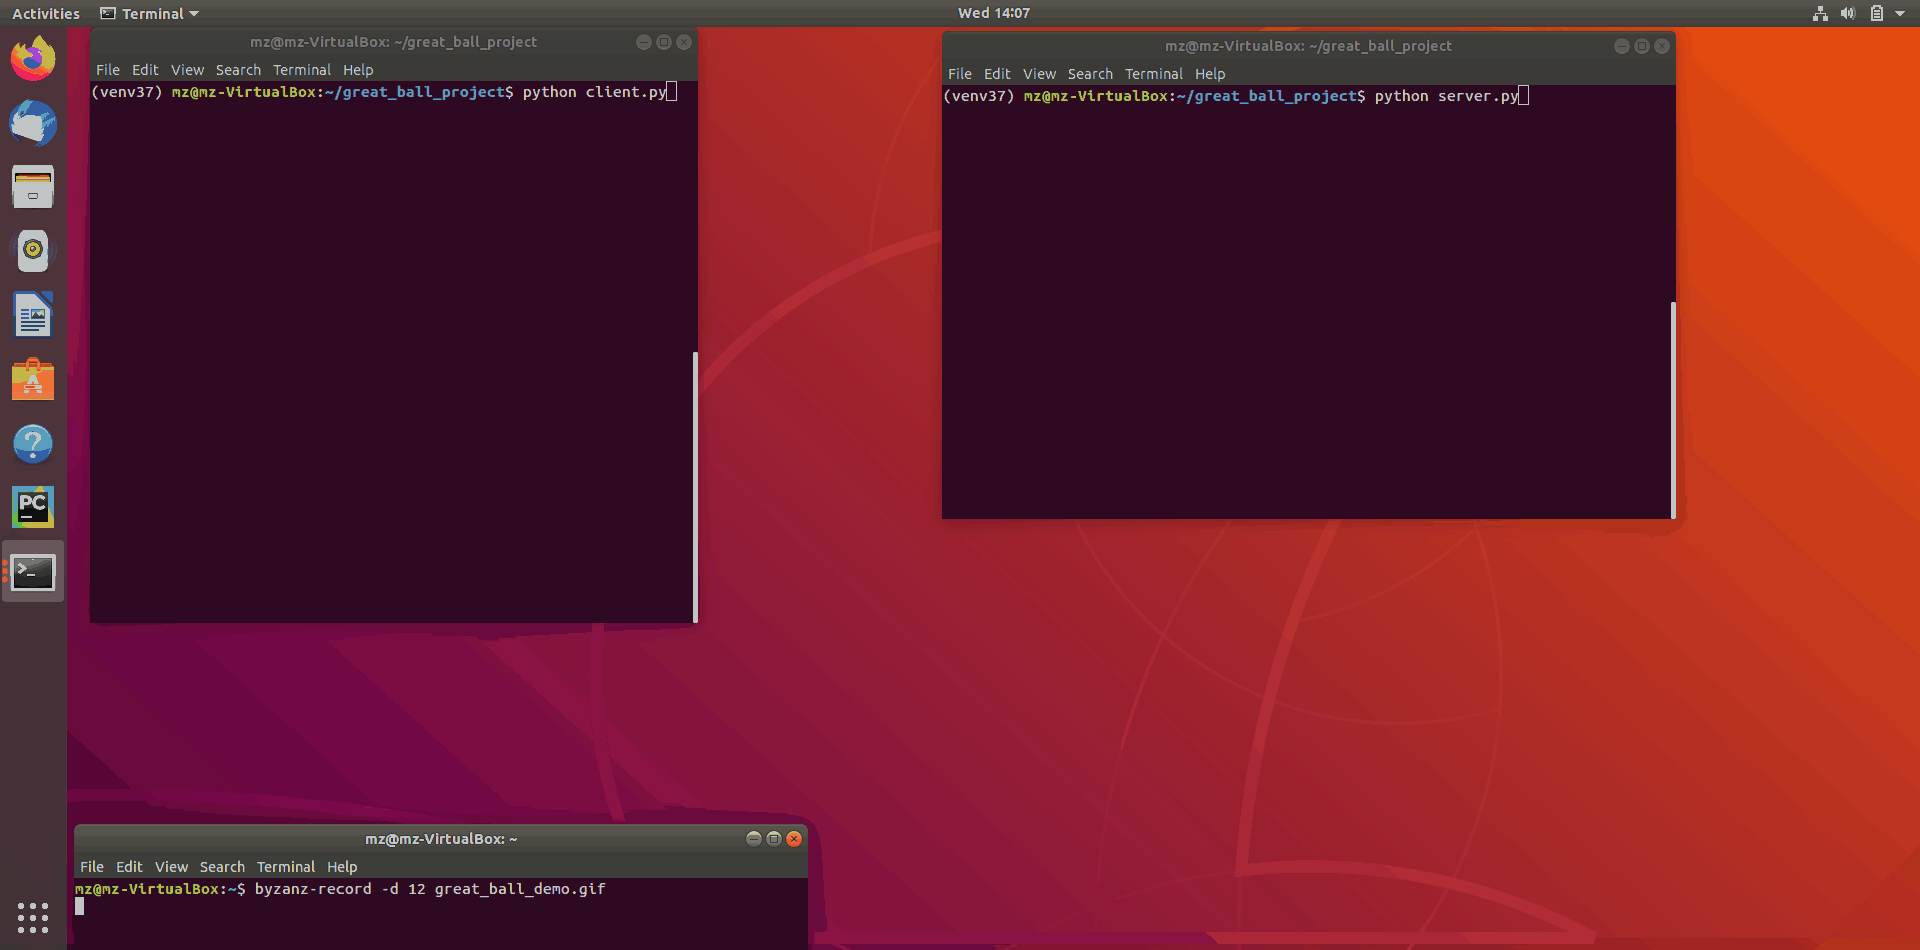 Activities Terminal Wed 14:07
mz@mz-VirtualBox: ~/great_ball_project
File Edit View Search Terminal Help
(venv37) mz@mz-VirtualBox:~/great_ball_project$ python client.py
mz@mz-VirtualBox: ~/great_ball_project
File Edit View Search Terminal Help
(venv37) mz@mz-VirtualBox:~/great_ball_project$ python server.py
PC
mz@mz-VirtualBox: ~
File Edit View Search Terminal Help
mz@mz-VirtualBox:~$ byzanz-record -d 12 great_ball_demo.gif